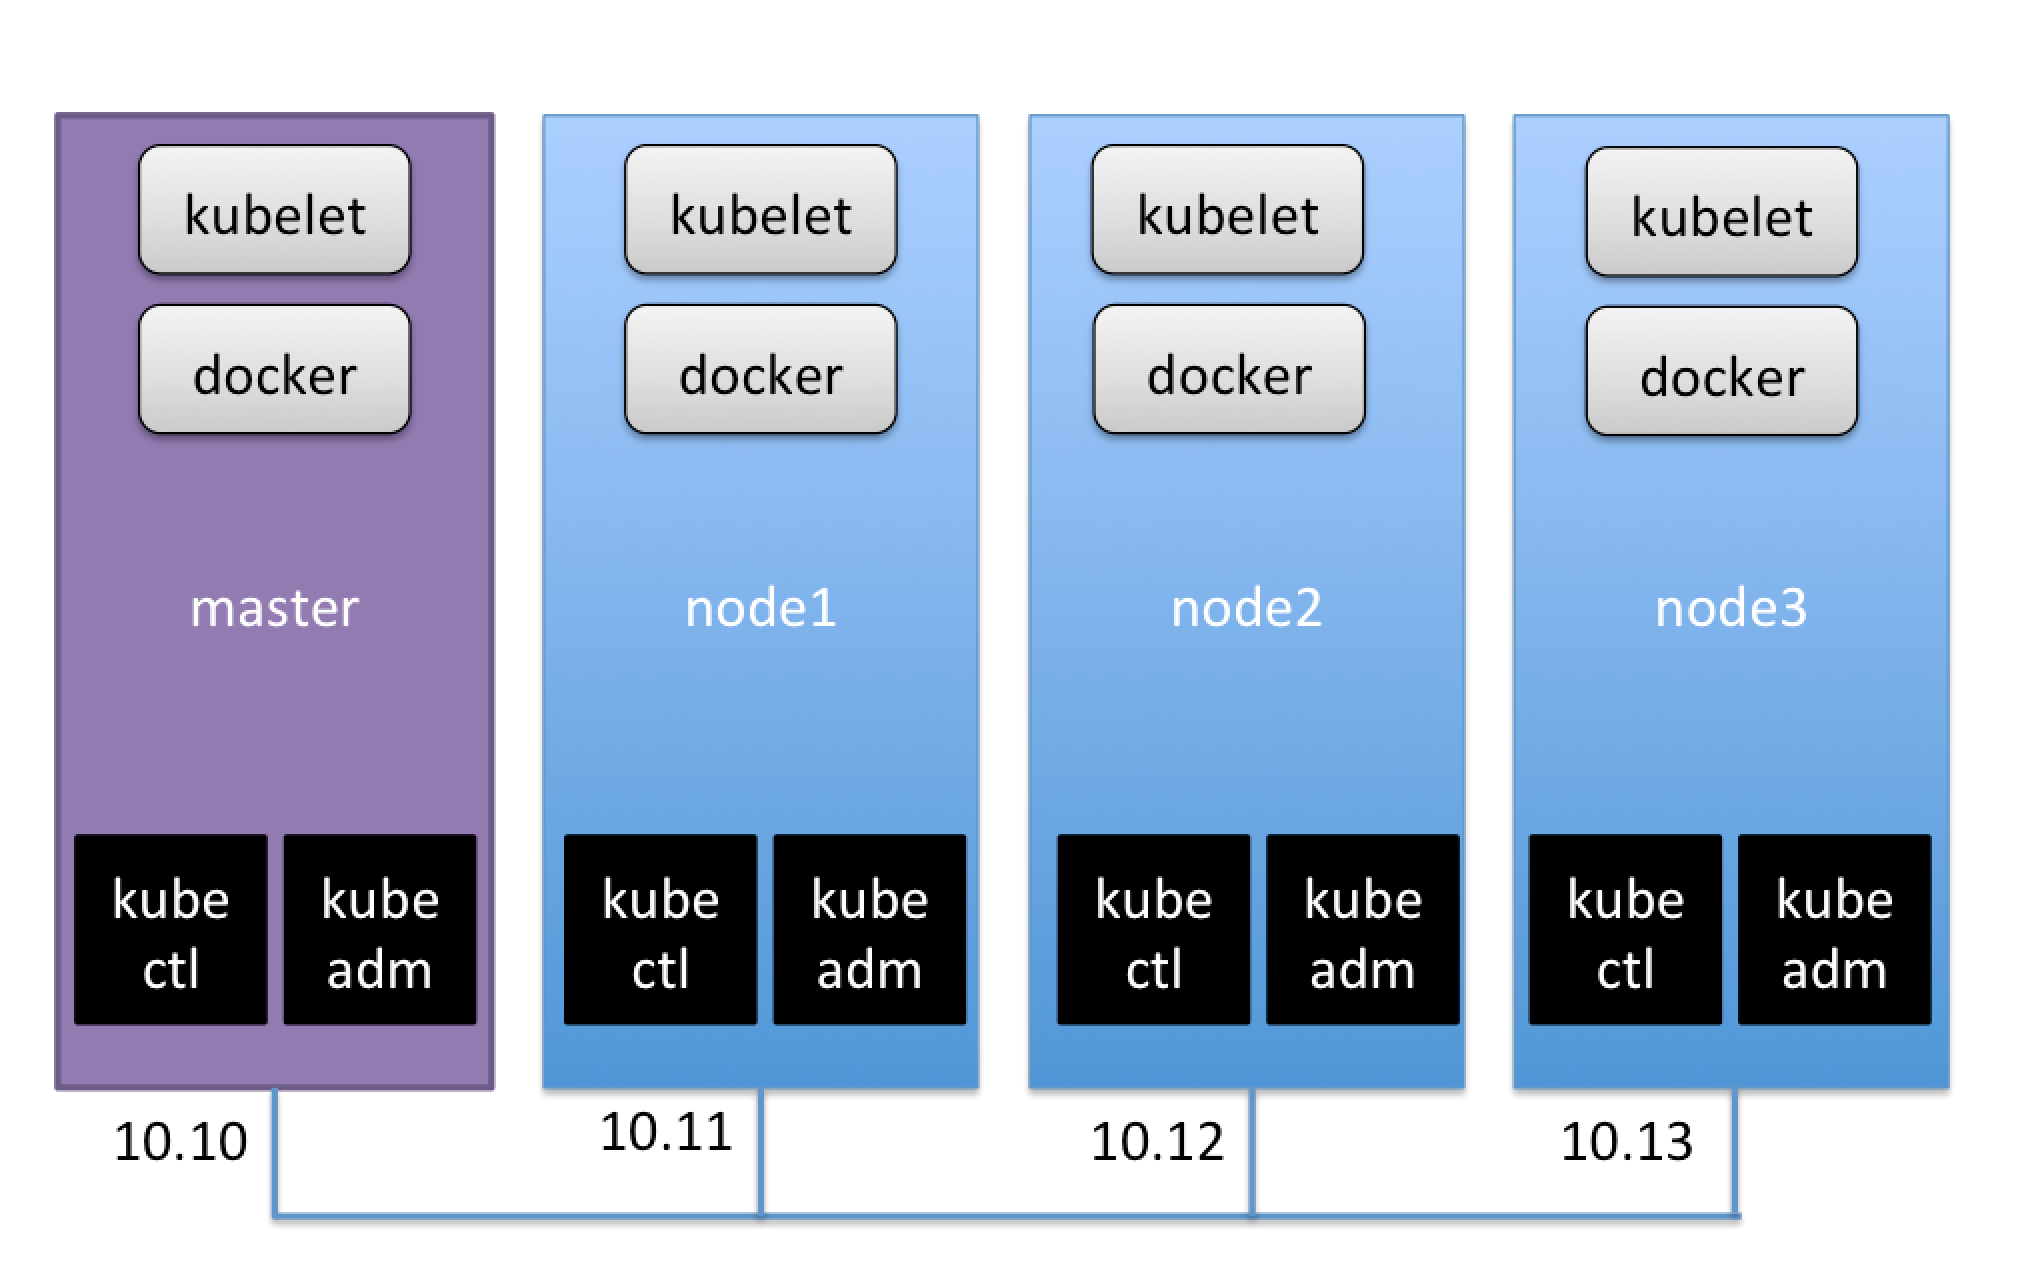 kubelet
docker
master
kube
ctl
kube
adm
10.10
kubelet
docker
node1
kube
ctl
kube
adm
10.11
kubelet
docker
node2
kube
ctl
kube
adm
10.12
kubelet
docker
node3
kube
ctl
kube
adm
10.13